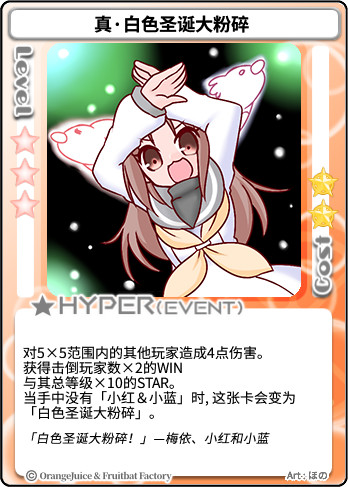 真·白色圣诞大粉碎
Level
Cost
HYPER(EVENT)
对5×5范围内的其他玩家造成4点伤害。
获得击倒玩家数×2的WIN
与其总等级×10的STAR。
当手中没有「小红＆小蓝」时, 这张卡会变为
「白色圣诞大粉碎」。
「白色圣诞大粉碎！」—梅依、小红和小蓝
© OrangeJuice & Fruitbat Factory
Art : ほの